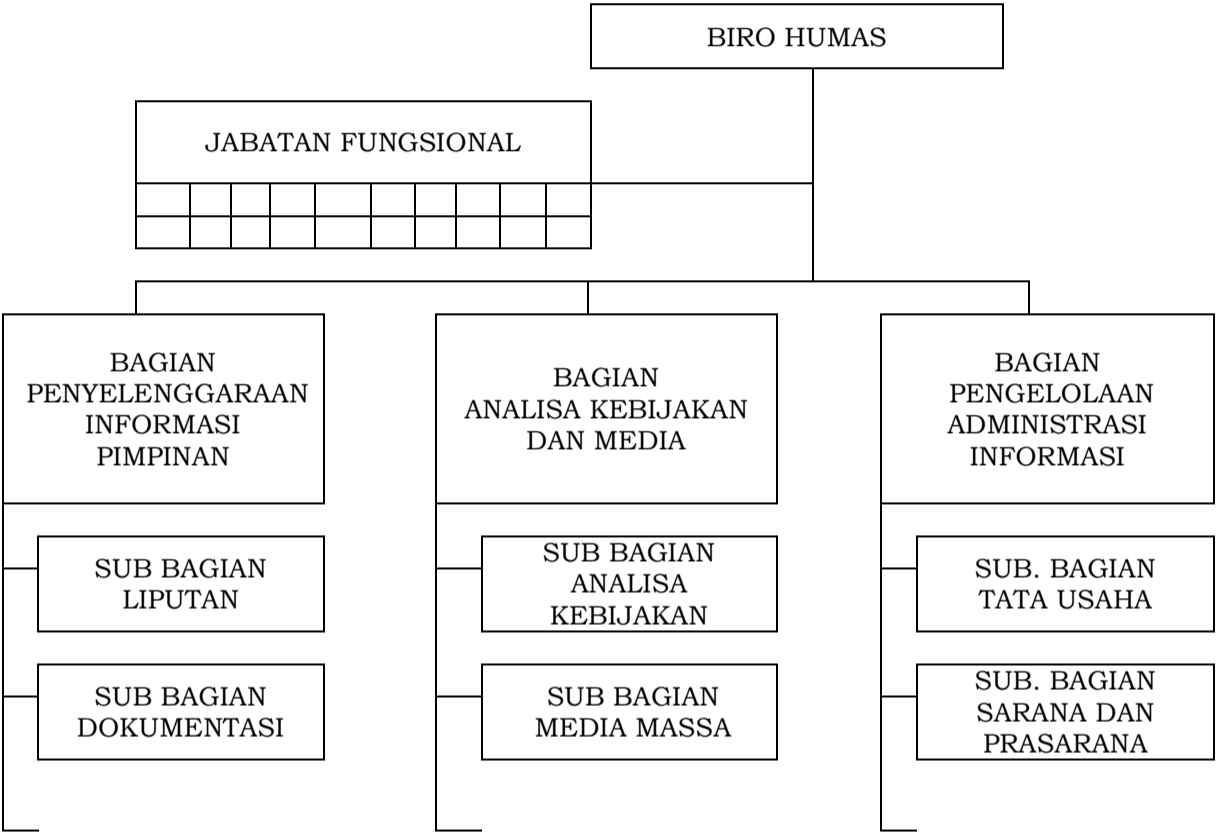 BIRO HUMAS
JABATAN FUNGSIONAL
BAGIAN
PENYELENGGARAAN
INFORMASI
PIMPINAN
BAGIAN
ANALISA KEBIJAKAN
DAN MEDIA
BAGIAN
PENGELOLAAN
ADMINISTRASI
INFORMASI
SUB BAGIAN
LIPUTAN
SUB BAGIAN
ANALISA
KEBIJAKAN
SUB. BAGIAN
TATA USAHA
SUB BAGIAN
DOKUMENTASI
SUB BAGIAN
MEDIA MASSA
SUB. BAGIAN
SARANA DAN
PRASARANA